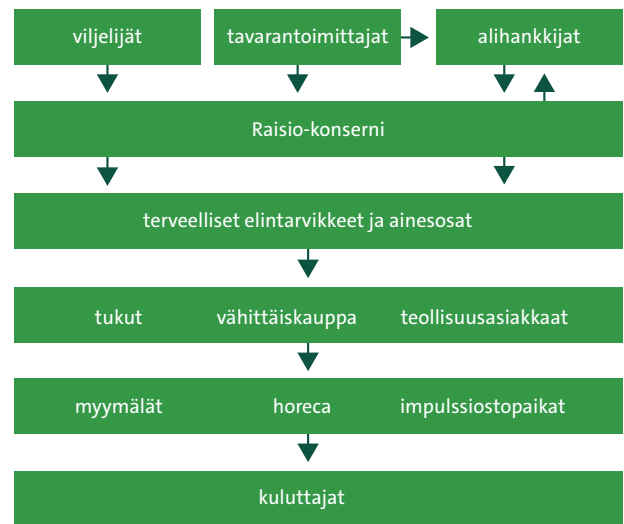 viljelijät
tavarantoimittajat
alihankkijat
Raisio-konserni
terveelliset elintarvikkeet ja ainesosat
tukut vähittäiskauppa teollisuusasiakkaat
myymälät horeca impulssiostopaikat
kuluttajat